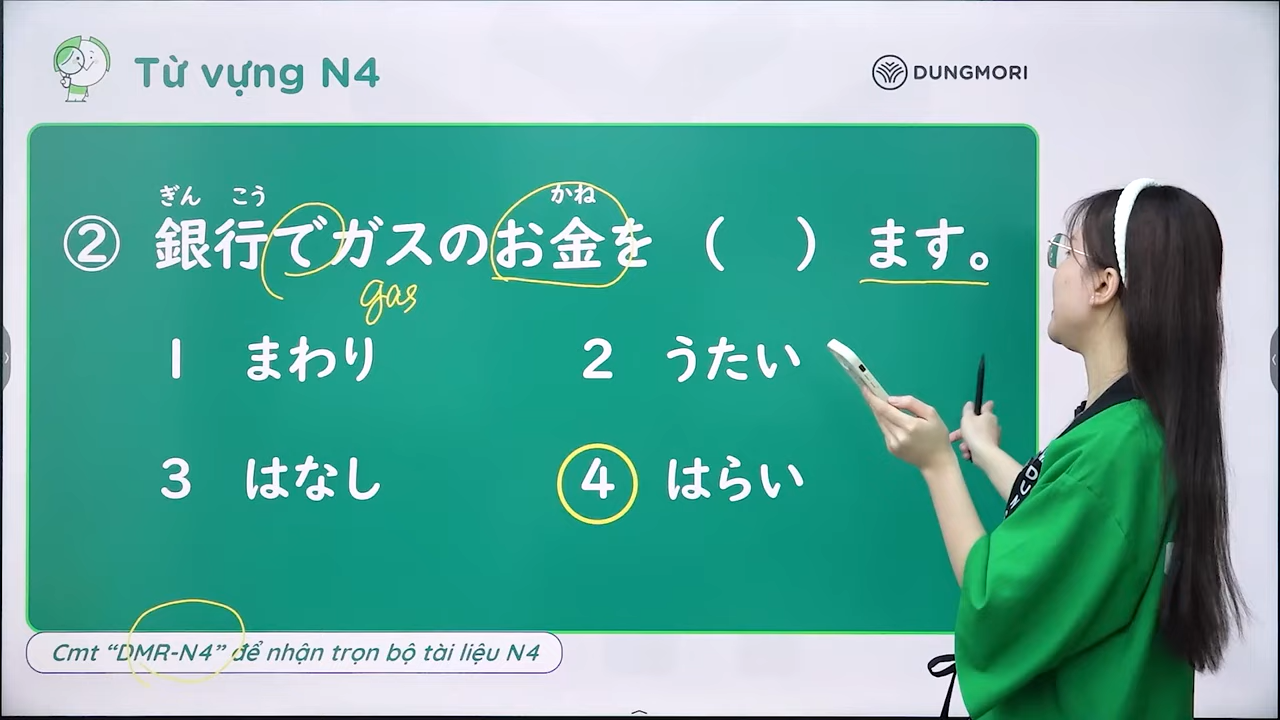 Từ vựng N4
DUNGMORI
ぎん こう かね
② 銀行でガスのお金を ( ) ます。
gas
1 まわり 2 うたい
3 はなし 4 はらい
Cmt “DMR-N4” để nhận trọn bộ tài liệu N4